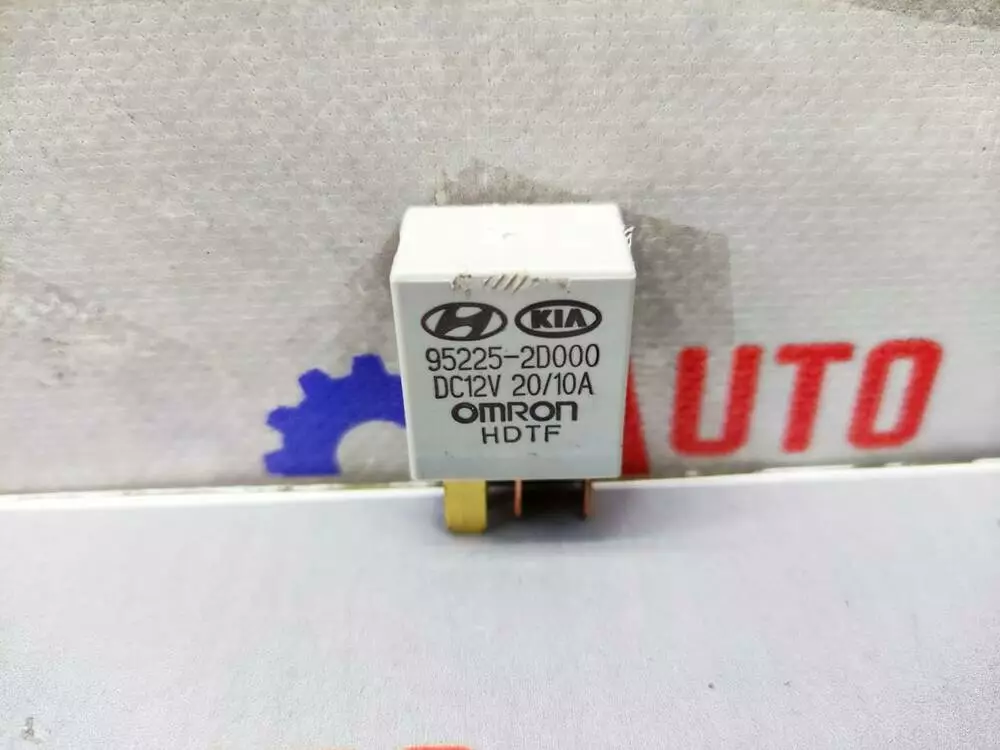 KIA
95225-2D000
DC12V 20/10A
OMRON
HDTF
AUTO